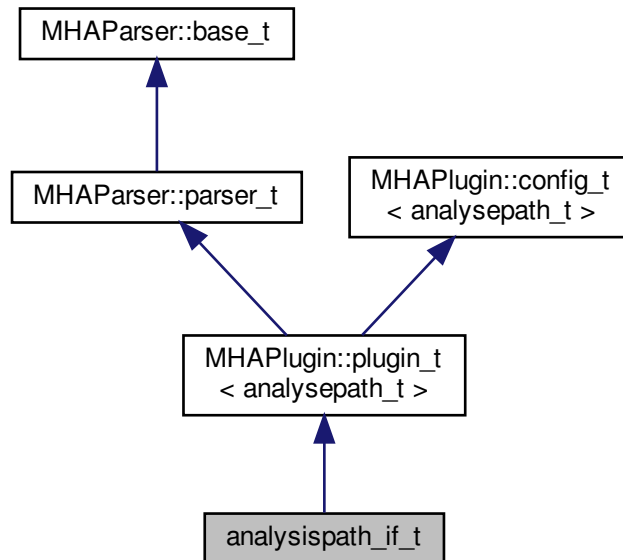 MHAParser::base_t
MHAParser::parser_t
MHAPlugin::config_t
< analysepath_t >
MHAPlugin::plugin_t
< analysepath_t >
analysispath_if_t